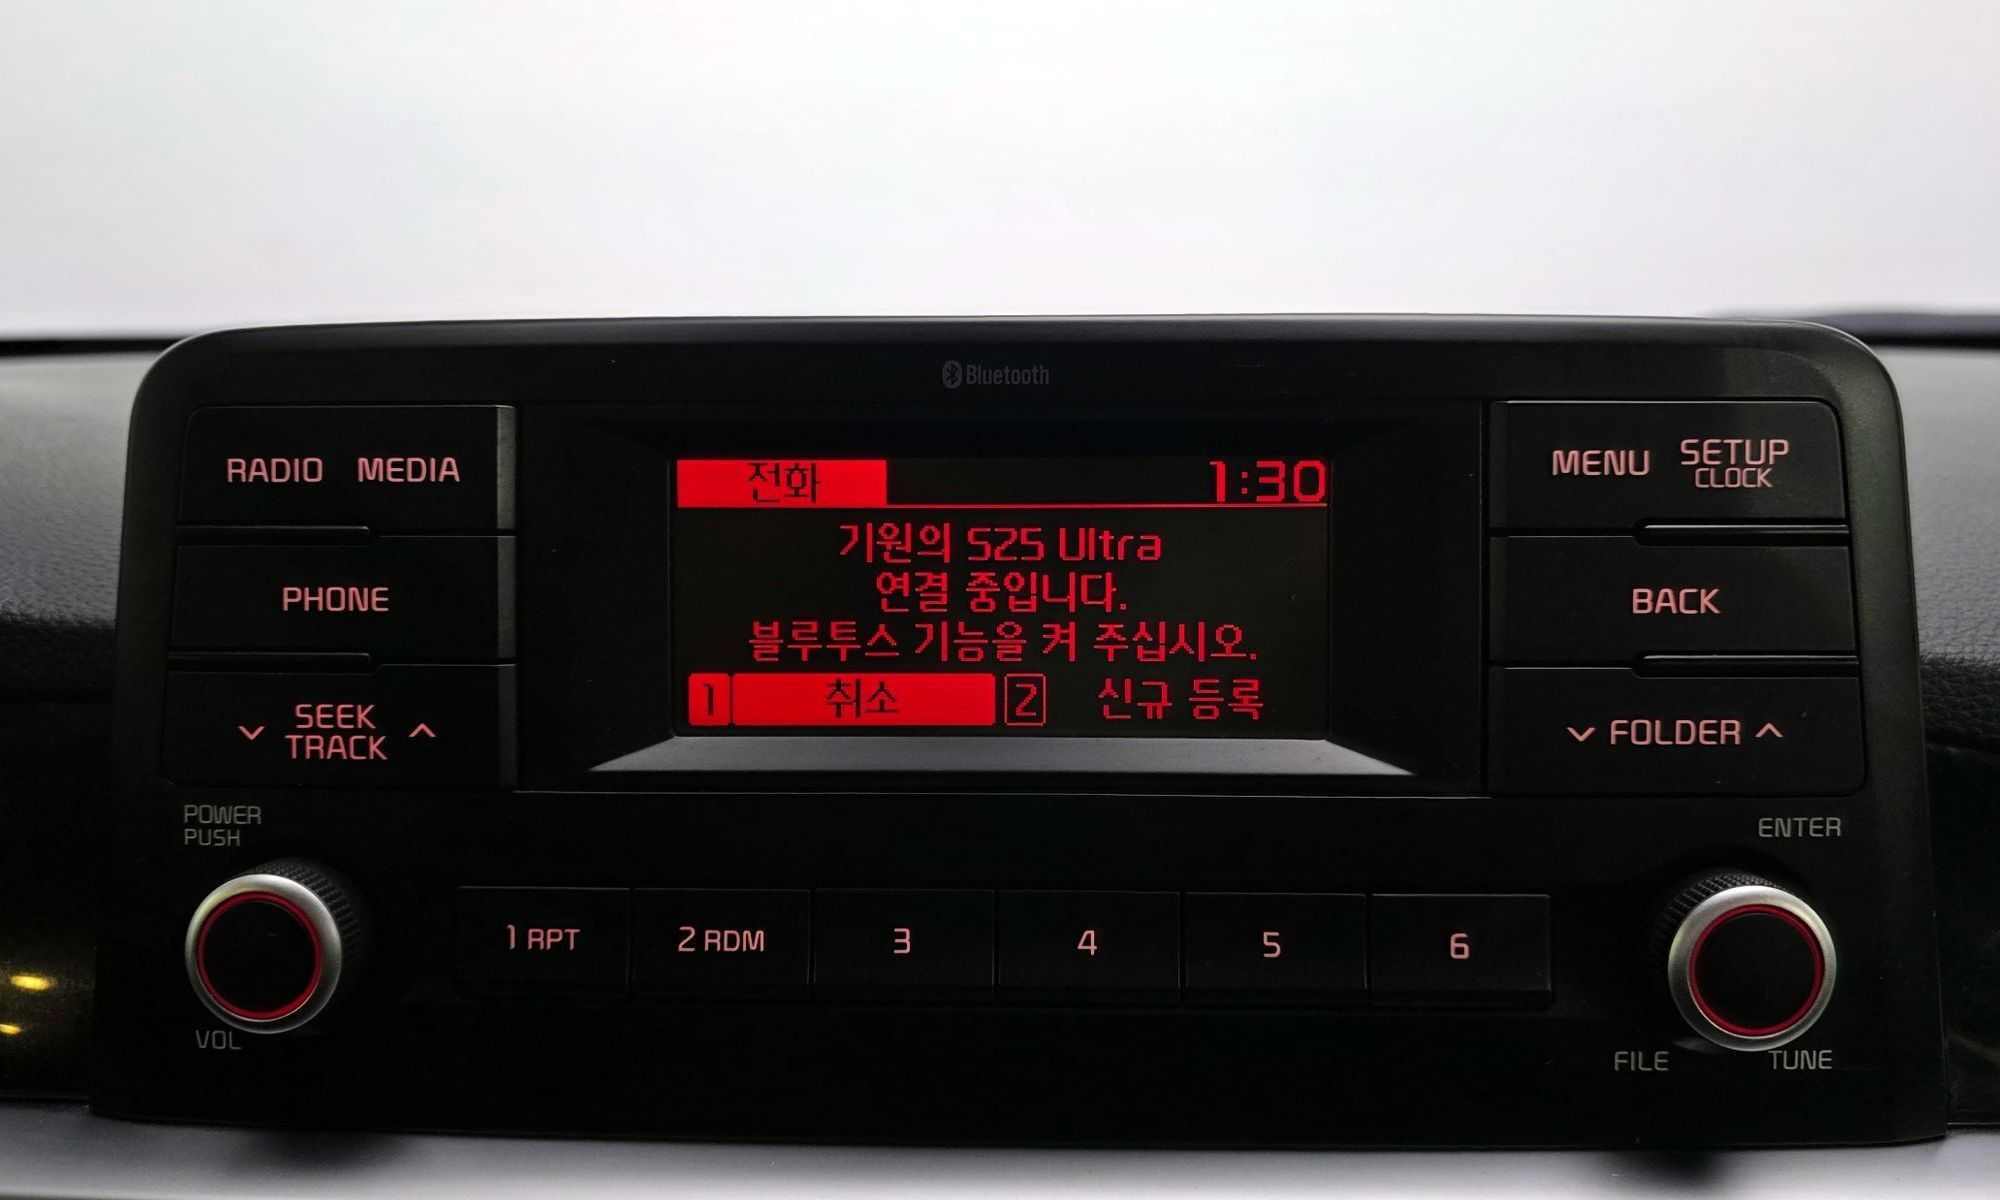 Bluetooth
RADIO MEDIA
PHONE
SEEK
TRACK
전화 1:30
기원의 S25 Ultra
연결 중입니다.
블루투스 기능을 켜 주십시오.
1 취소 2 신규 등록
MENU SETUP
CLOCK
BACK
FOLDER
POWER
PUSH
VOL
1 RPT 2 RDM 3 4 5 6
ENTER
FILE TUNE